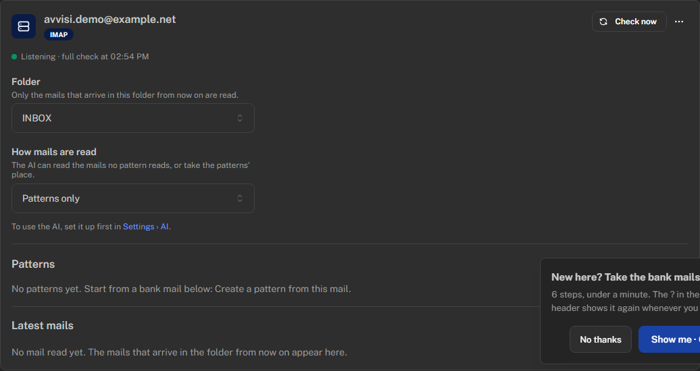 avvisi.demo@example.net
IMAP
Check now
Listening · full check at 02:54 PM
Folder
Only the mails that arrive in this folder from now on are read.
INBOX
How mails are read
The AI can read the mails no pattern reads, or take the patterns'
place.
Patterns only
To use the AI, set it up first in Settings › AI.
Patterns
No patterns yet. Start from a bank mail below: Create a pattern from this mail.
Latest mails
No mail read yet. The mails that arrive in the folder from now on appear here.
New here? Take the bank mails
6 steps, under a minute. The ? in the
header shows it again whenever you
No thanks
Show me ·